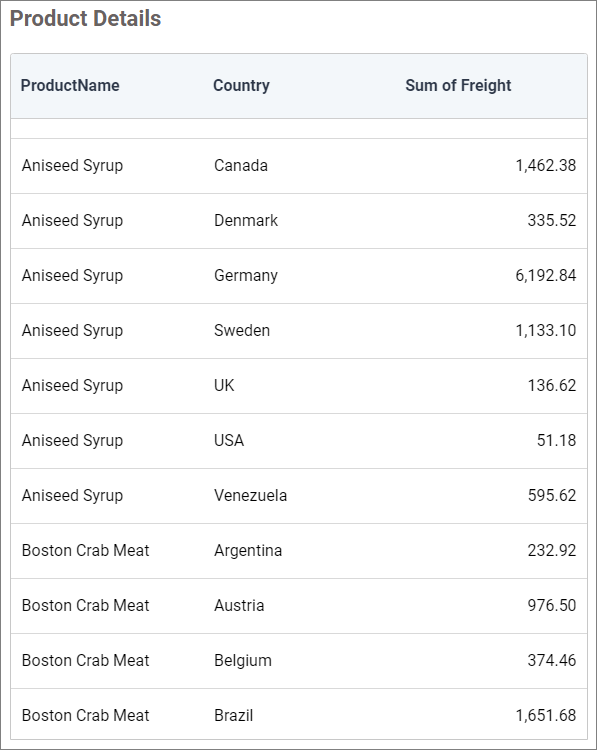 Product Details
ProductName Country Sum of Freight
Aniseed Syrup Canada 1,462.38
Aniseed Syrup Denmark 335.52
Aniseed Syrup Germany 6,192.84
Aniseed Syrup Sweden 1,133.10
Aniseed Syrup UK 136.62
Aniseed Syrup USA 51.18
Aniseed Syrup Venezuela 595.62
Boston Crab Meat Argentina 232.92
Boston Crab Meat Austria 976.50
Boston Crab Meat Belgium 374.46
Boston Crab Meat Brazil 1,651.68